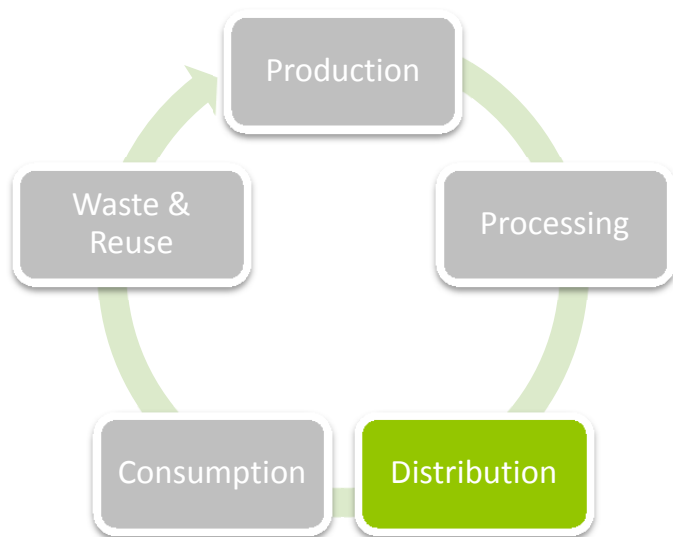 Production
Processing
Distribution
Consumption
Waste &
Reuse